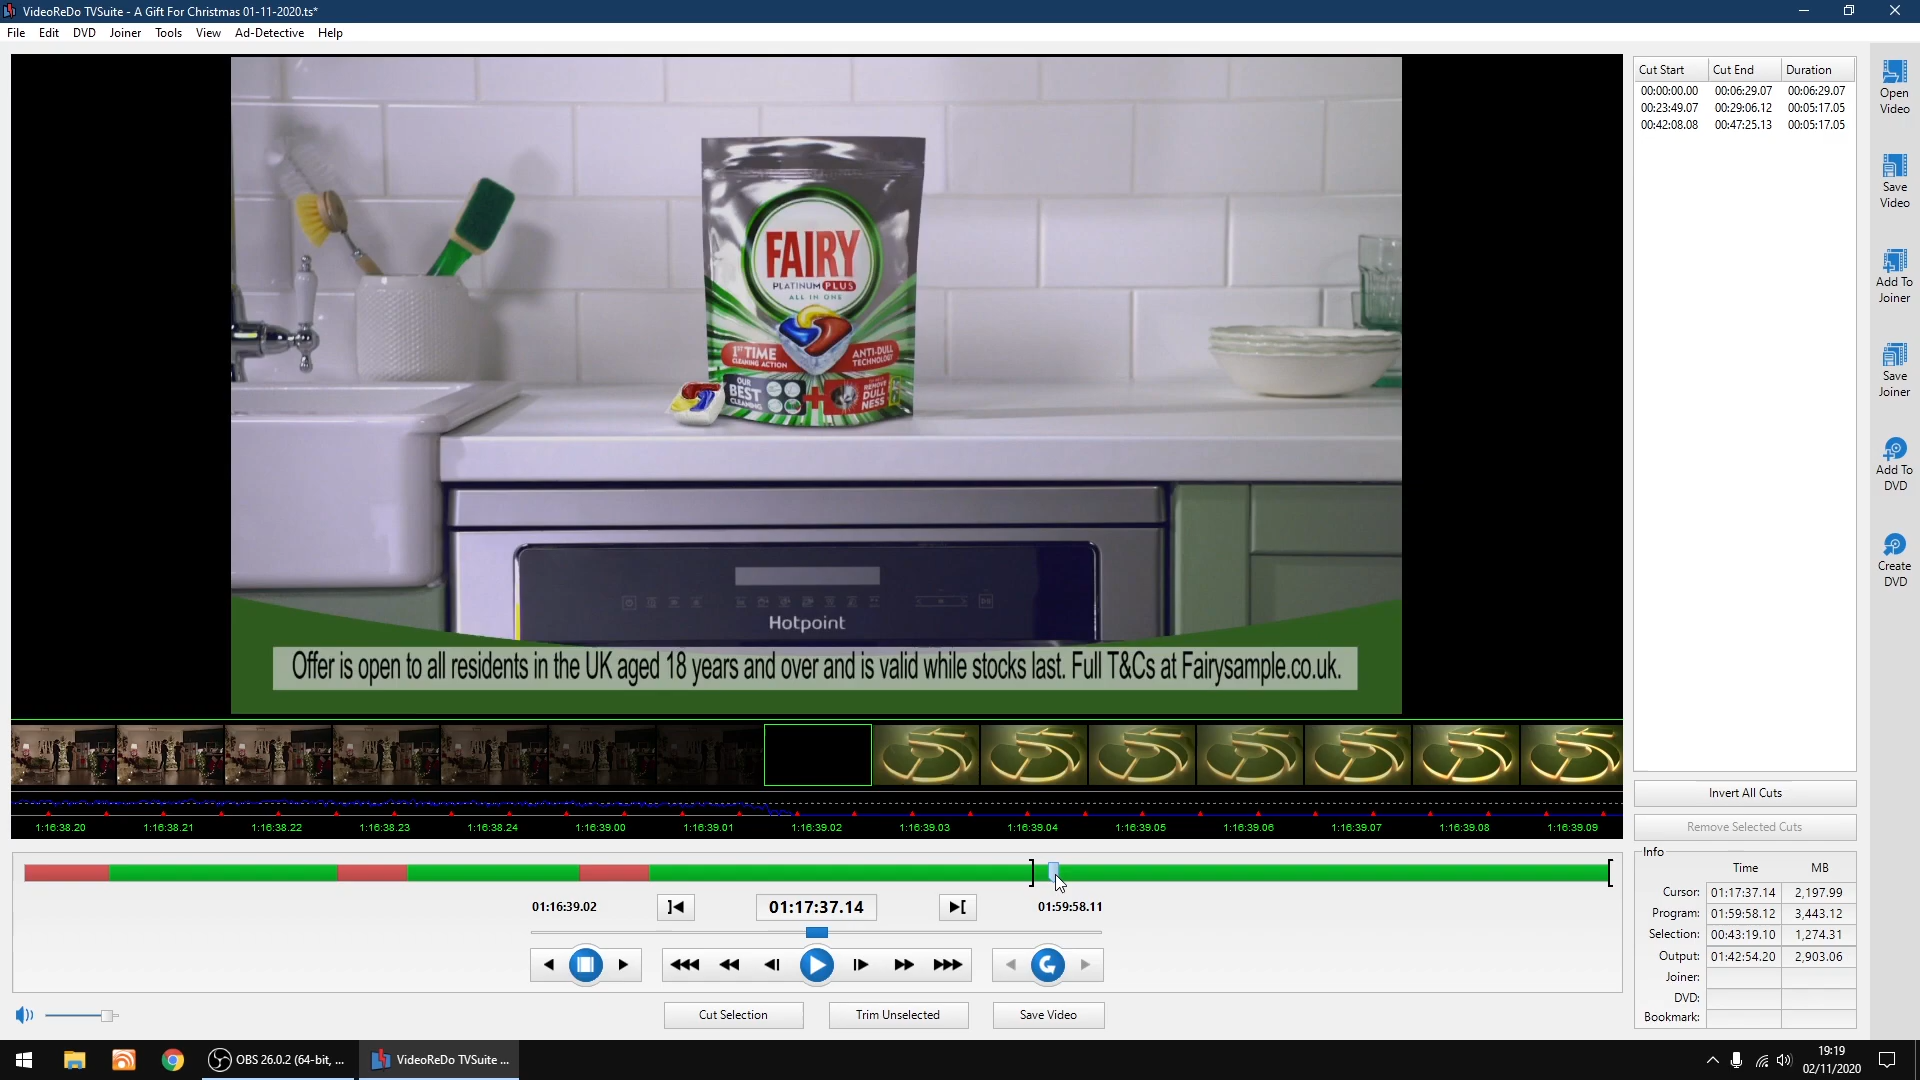 VideoReDo TVSuite - A Gift For Christmas 01-11-2020.ts*
File Edit DVD Joiner Tools View Ad-Detective Help
FAIRY
PLATINUM PLUS
ALL IN ONE
1ST TIME
CLEANING ACTION
ANTI-DULL
TECHNOLOGY
OUR
BEST
CLEANING
+
REMOVE
DULL
NESS
Hotpoint
Offer is open to all residents in the UK aged 18 years and over and is valid while stocks last. Full T&Cs at Fairysample.co.uk.
1:16:38.20 1:16:38.21 1:16:38.22 1:16:38.23 1:16:38.24 1:16:39.00 1:16:39.01 1:16:39.02 1:16:39.03 1:16:39.04 1:16:39.05 1:16:39.06 1:16:39.07 1:16:39.08 1:16:39.09
01:16:39.02 01:17:37.14 01:59:58.11
Cut Selection Trim Unselected Save Video
Cut Start Cut End Duration
00:00:00.00 00:06:29.07 00:06:29.07
00:23:49.07 00:29:06.12 00:05:17.05
00:42:08.08 00:47:25.13 00:05:17.05
Invert All Cuts
Remove Selected Cuts
Info
Time MB
Cursor: 01:17:37.14 2,197.99
Program: 01:59:58.12 3,443.12
Selection: 00:43:19.10 1,274.31
Output: 01:42:54.20 2,903.06
Joiner:
DVD:
Bookmark:
Open
Video
Save
Video
Add To
Joiner
Save
Joiner
Add To
DVD
Create
DVD
OBS 26.0.2 (64-bit, ...
VideoReDo TVSuite ...
19:19
02/11/2020